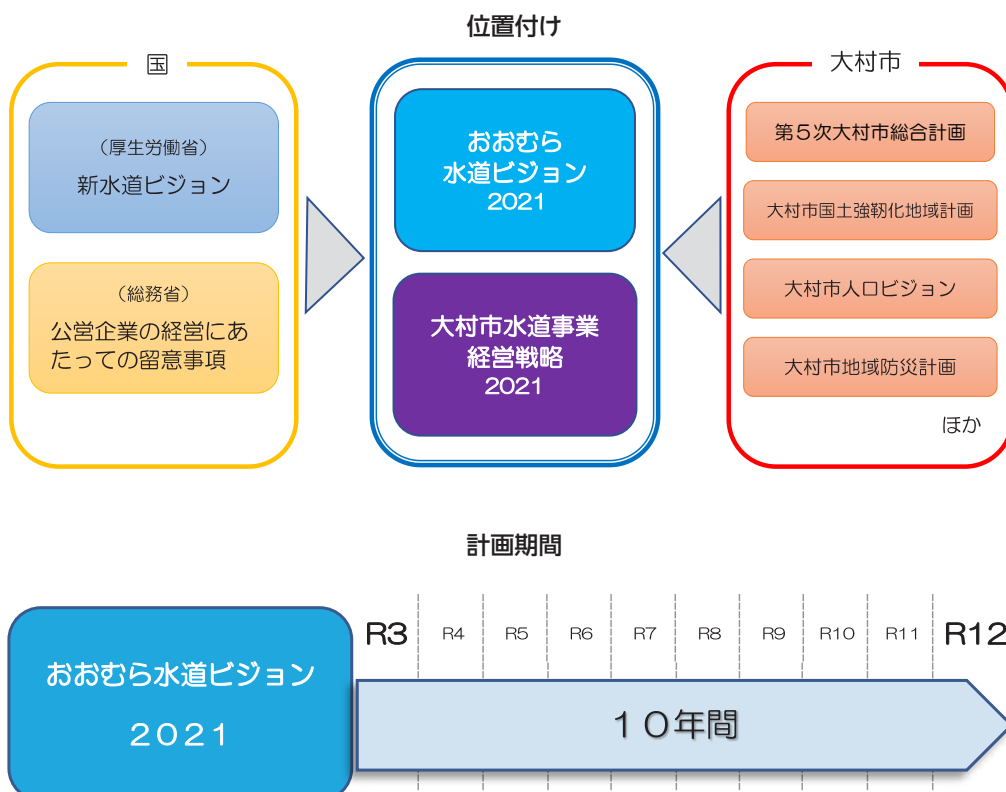 位置付け
国
（厚生労働省）
新水道ビジョン
（総務省）
公営企業の経営にあ
たっての留意事項
おおむら
水道ビジョン
2021
大村市水道事業
経営戦略
2021
大村市
第５次大村市総合計画
大村市国土強靭化地域計画
大村市人口ビジョン
大村市地域防災計画
ほか
計画期間
おおむら水道ビジョン
２０２１
R3 R4 R5 R6 R7 R8 R9 R10 R11 R12
１０年間